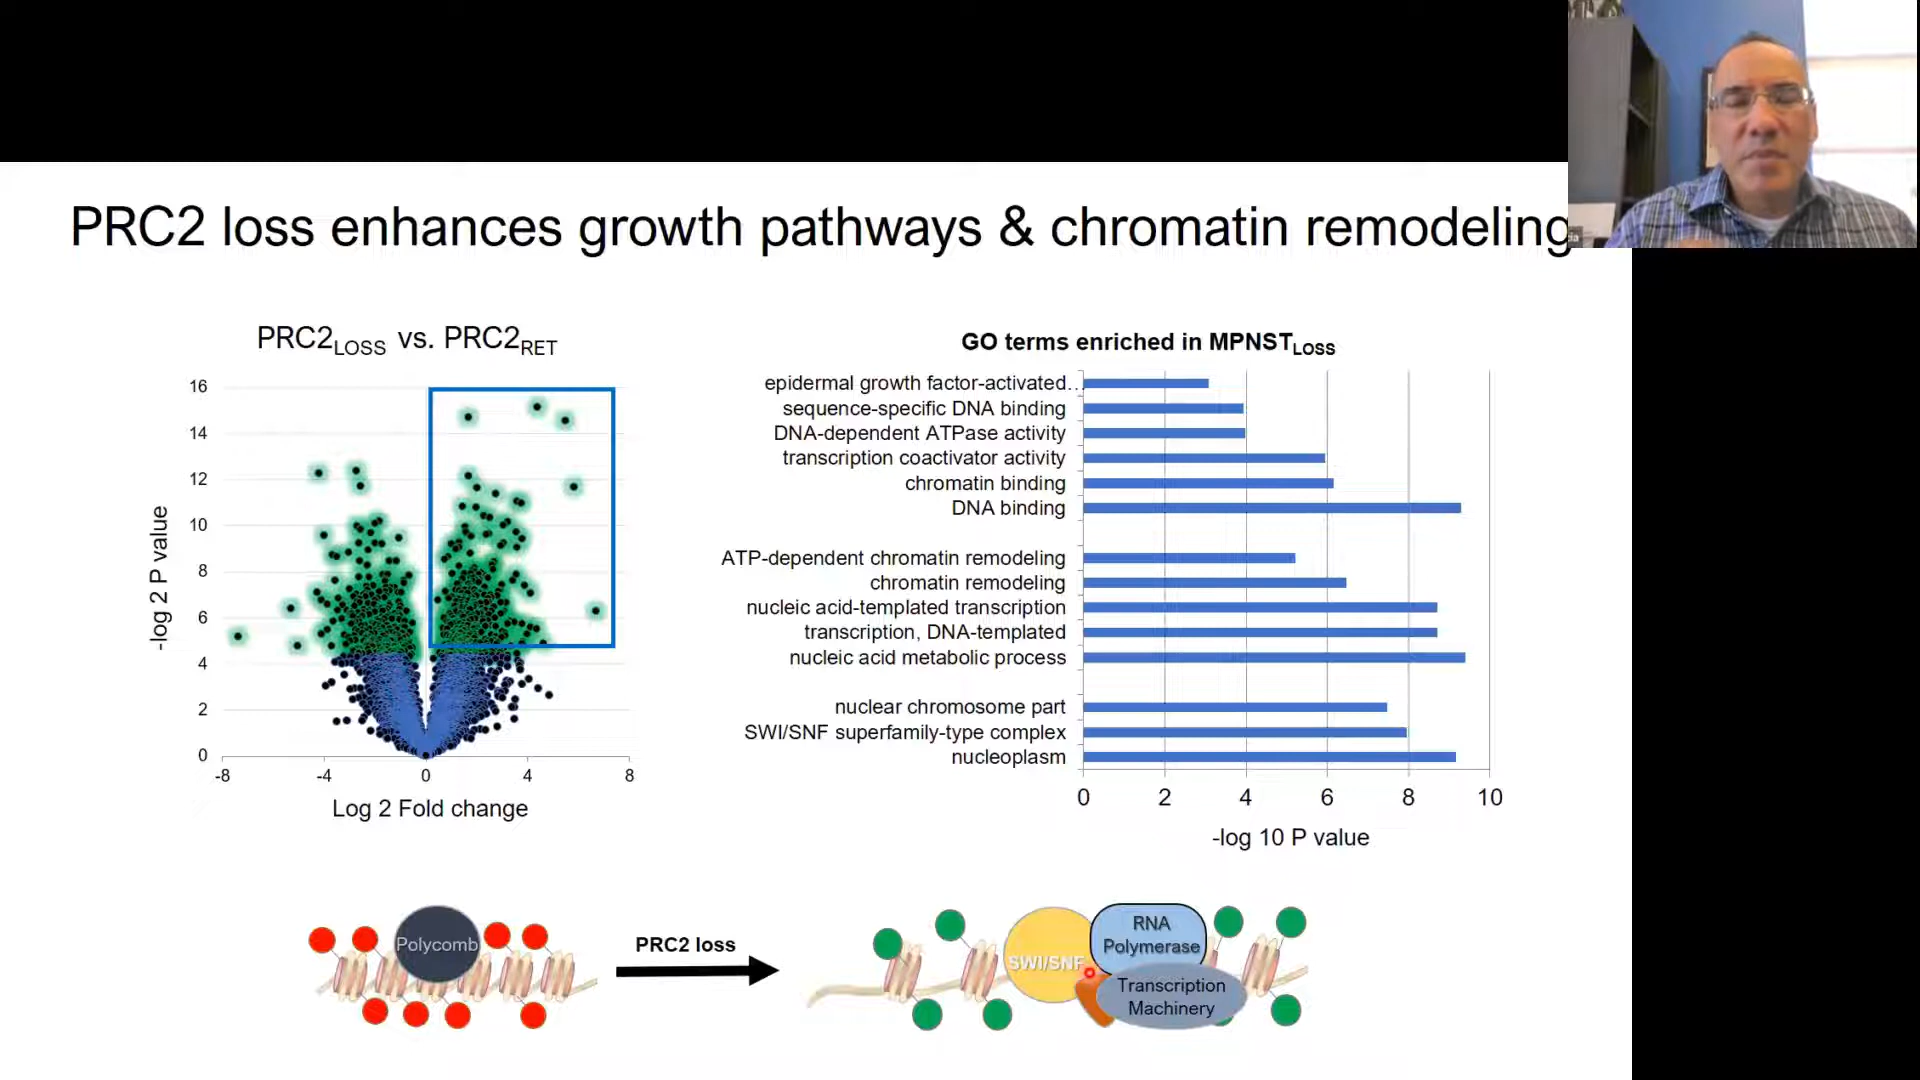 PRC2 loss enhances growth pathways & chromatin remodeling
PRC2LOSS vs. PRC2RET
16
14
12
10
8
6
4
2
0
-log 2 P value
-8 -4 0 4 8
Log 2 Fold change
GO terms enriched in MPNSTLOSS
epidermal growth factor-activated…
sequence-specific DNA binding
DNA-dependent ATPase activity
transcription coactivator activity
chromatin binding
DNA binding
ATP-dependent chromatin remodeling
chromatin remodeling
nucleic acid-templated transcription
transcription, DNA-templated
nucleic acid metabolic process
nuclear chromosome part
SWI/SNF superfamily-type complex
nucleoplasm
0 2 4 6 8 10
-log 10 P value
Polycomb
PRC2 loss
SWI/SNF
RNA
Polymerase
Transcription
Machinery